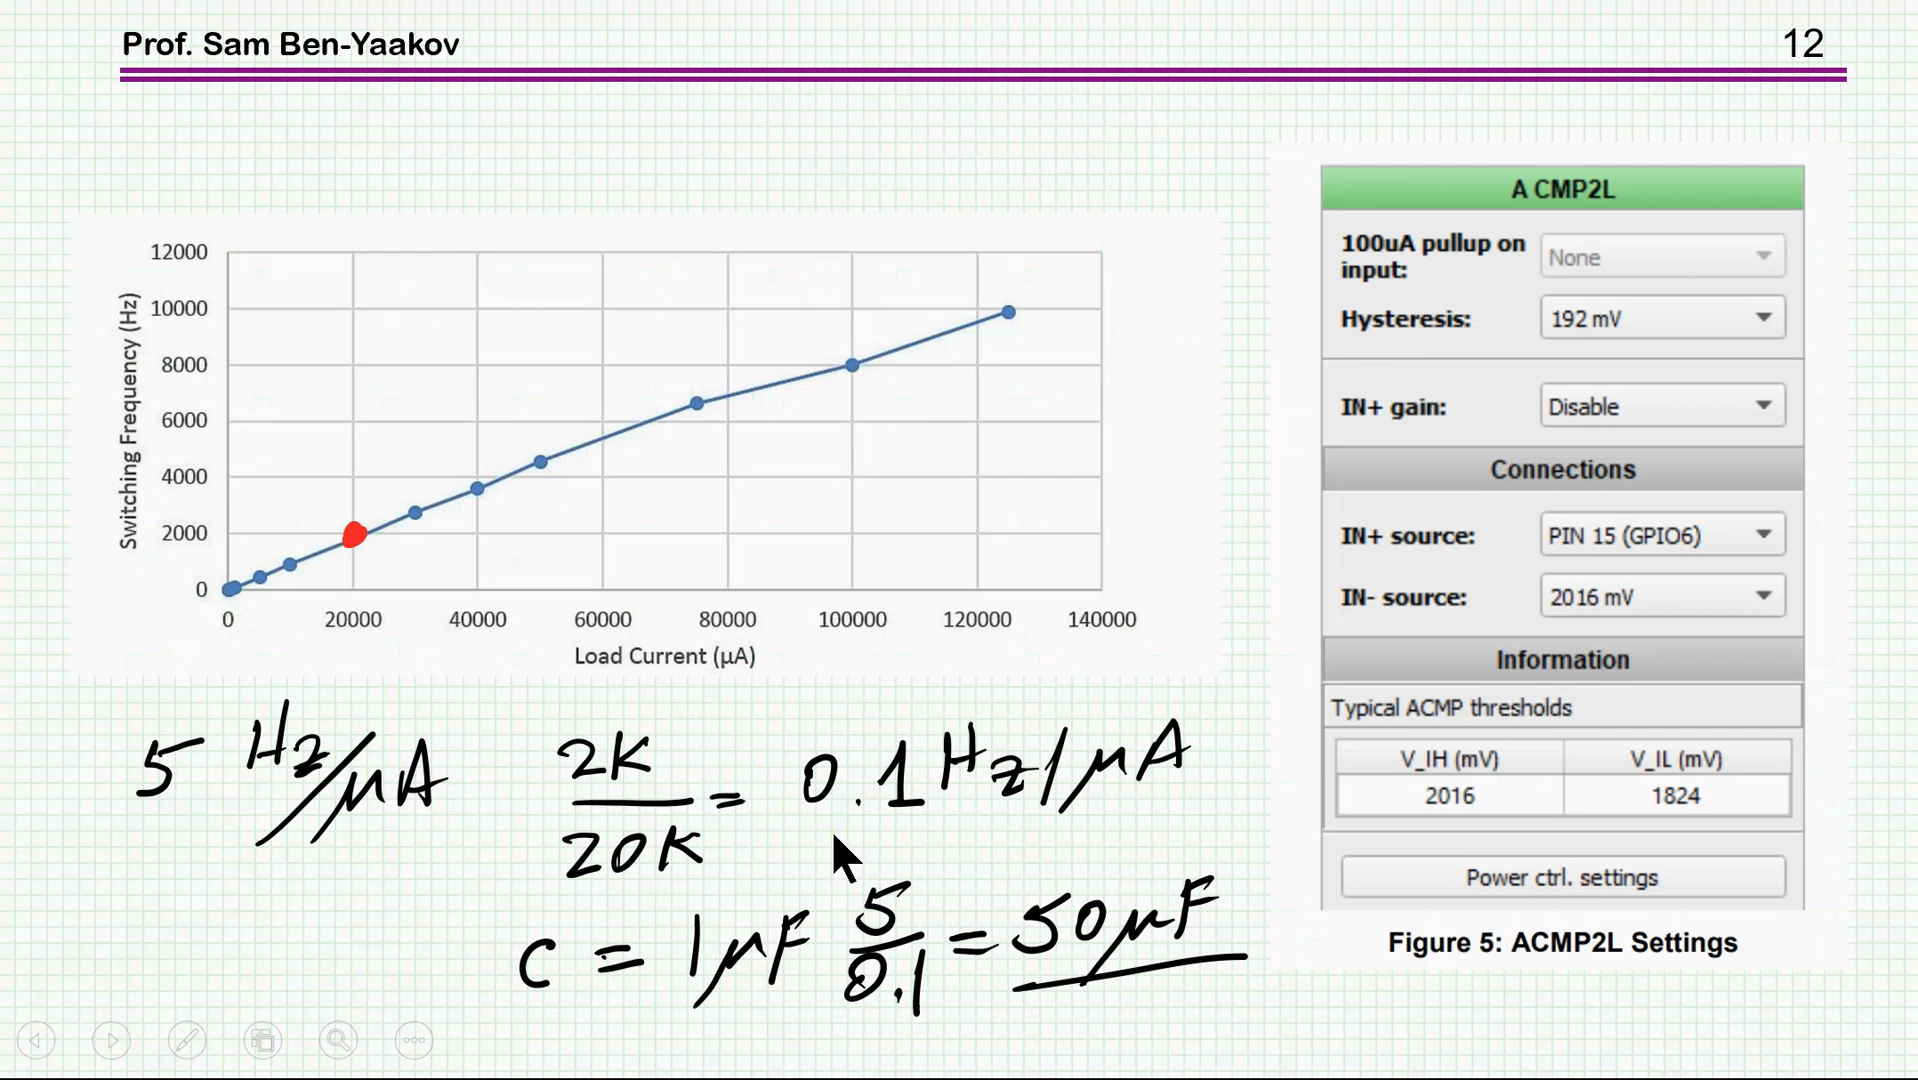 Prof. Sam Ben-Yaakov
12
12000
10000
8000
6000
4000
2000
0
Switching Frequency (Hz)
0 20000 40000 60000 80000 100000 120000 140000
Load Current (µA)
A CMP2L
100uA pullup on input: None
Hysteresis: 192 mV
IN+ gain: Disable
Connections
IN+ source: PIN 15 (GPIO6)
IN- source: 2016 mV
Information
Typical ACMP thresholds
V_IH (mV) V_IL (mV)
2016 1824
Power ctrl. settings
Figure 5: ACMP2L Settings
5 Hz/µA 2K/20K = 0.1 Hz/µA
C = 1µF 5/0.1 = 50µF